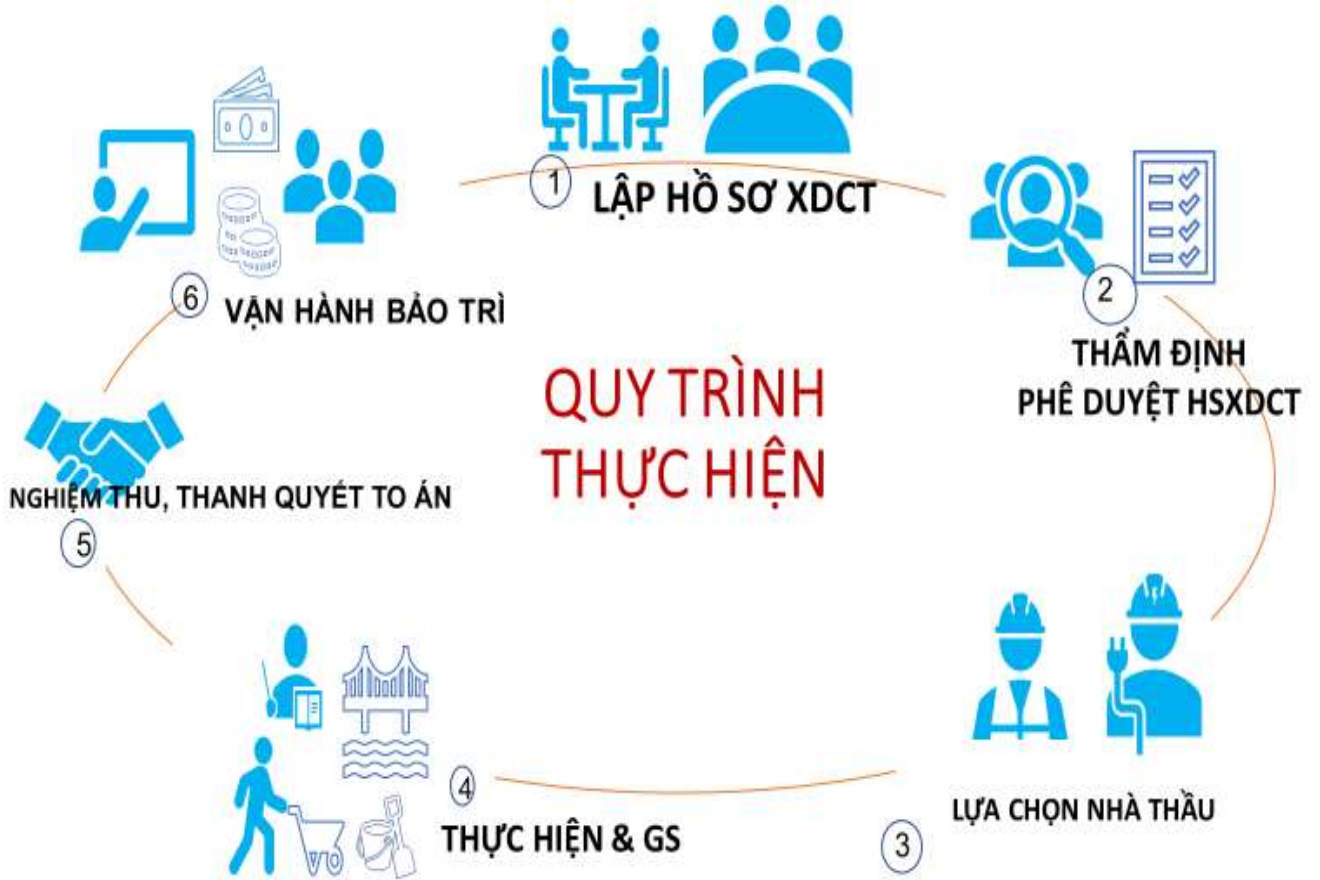 1
LẬP HỒ SƠ XDCT
2
THẨM ĐỊNH
PHÊ DUYỆT HSXDCT
QUY TRÌNH
THỰC HIỆN
LỰA CHỌN NHÀ THẦU
3
4
THỰC HIỆN & GS
NGHIỆM THU, THANH QUYẾT TO ÁN
5
6
VẬN HÀNH BẢO TRÌ